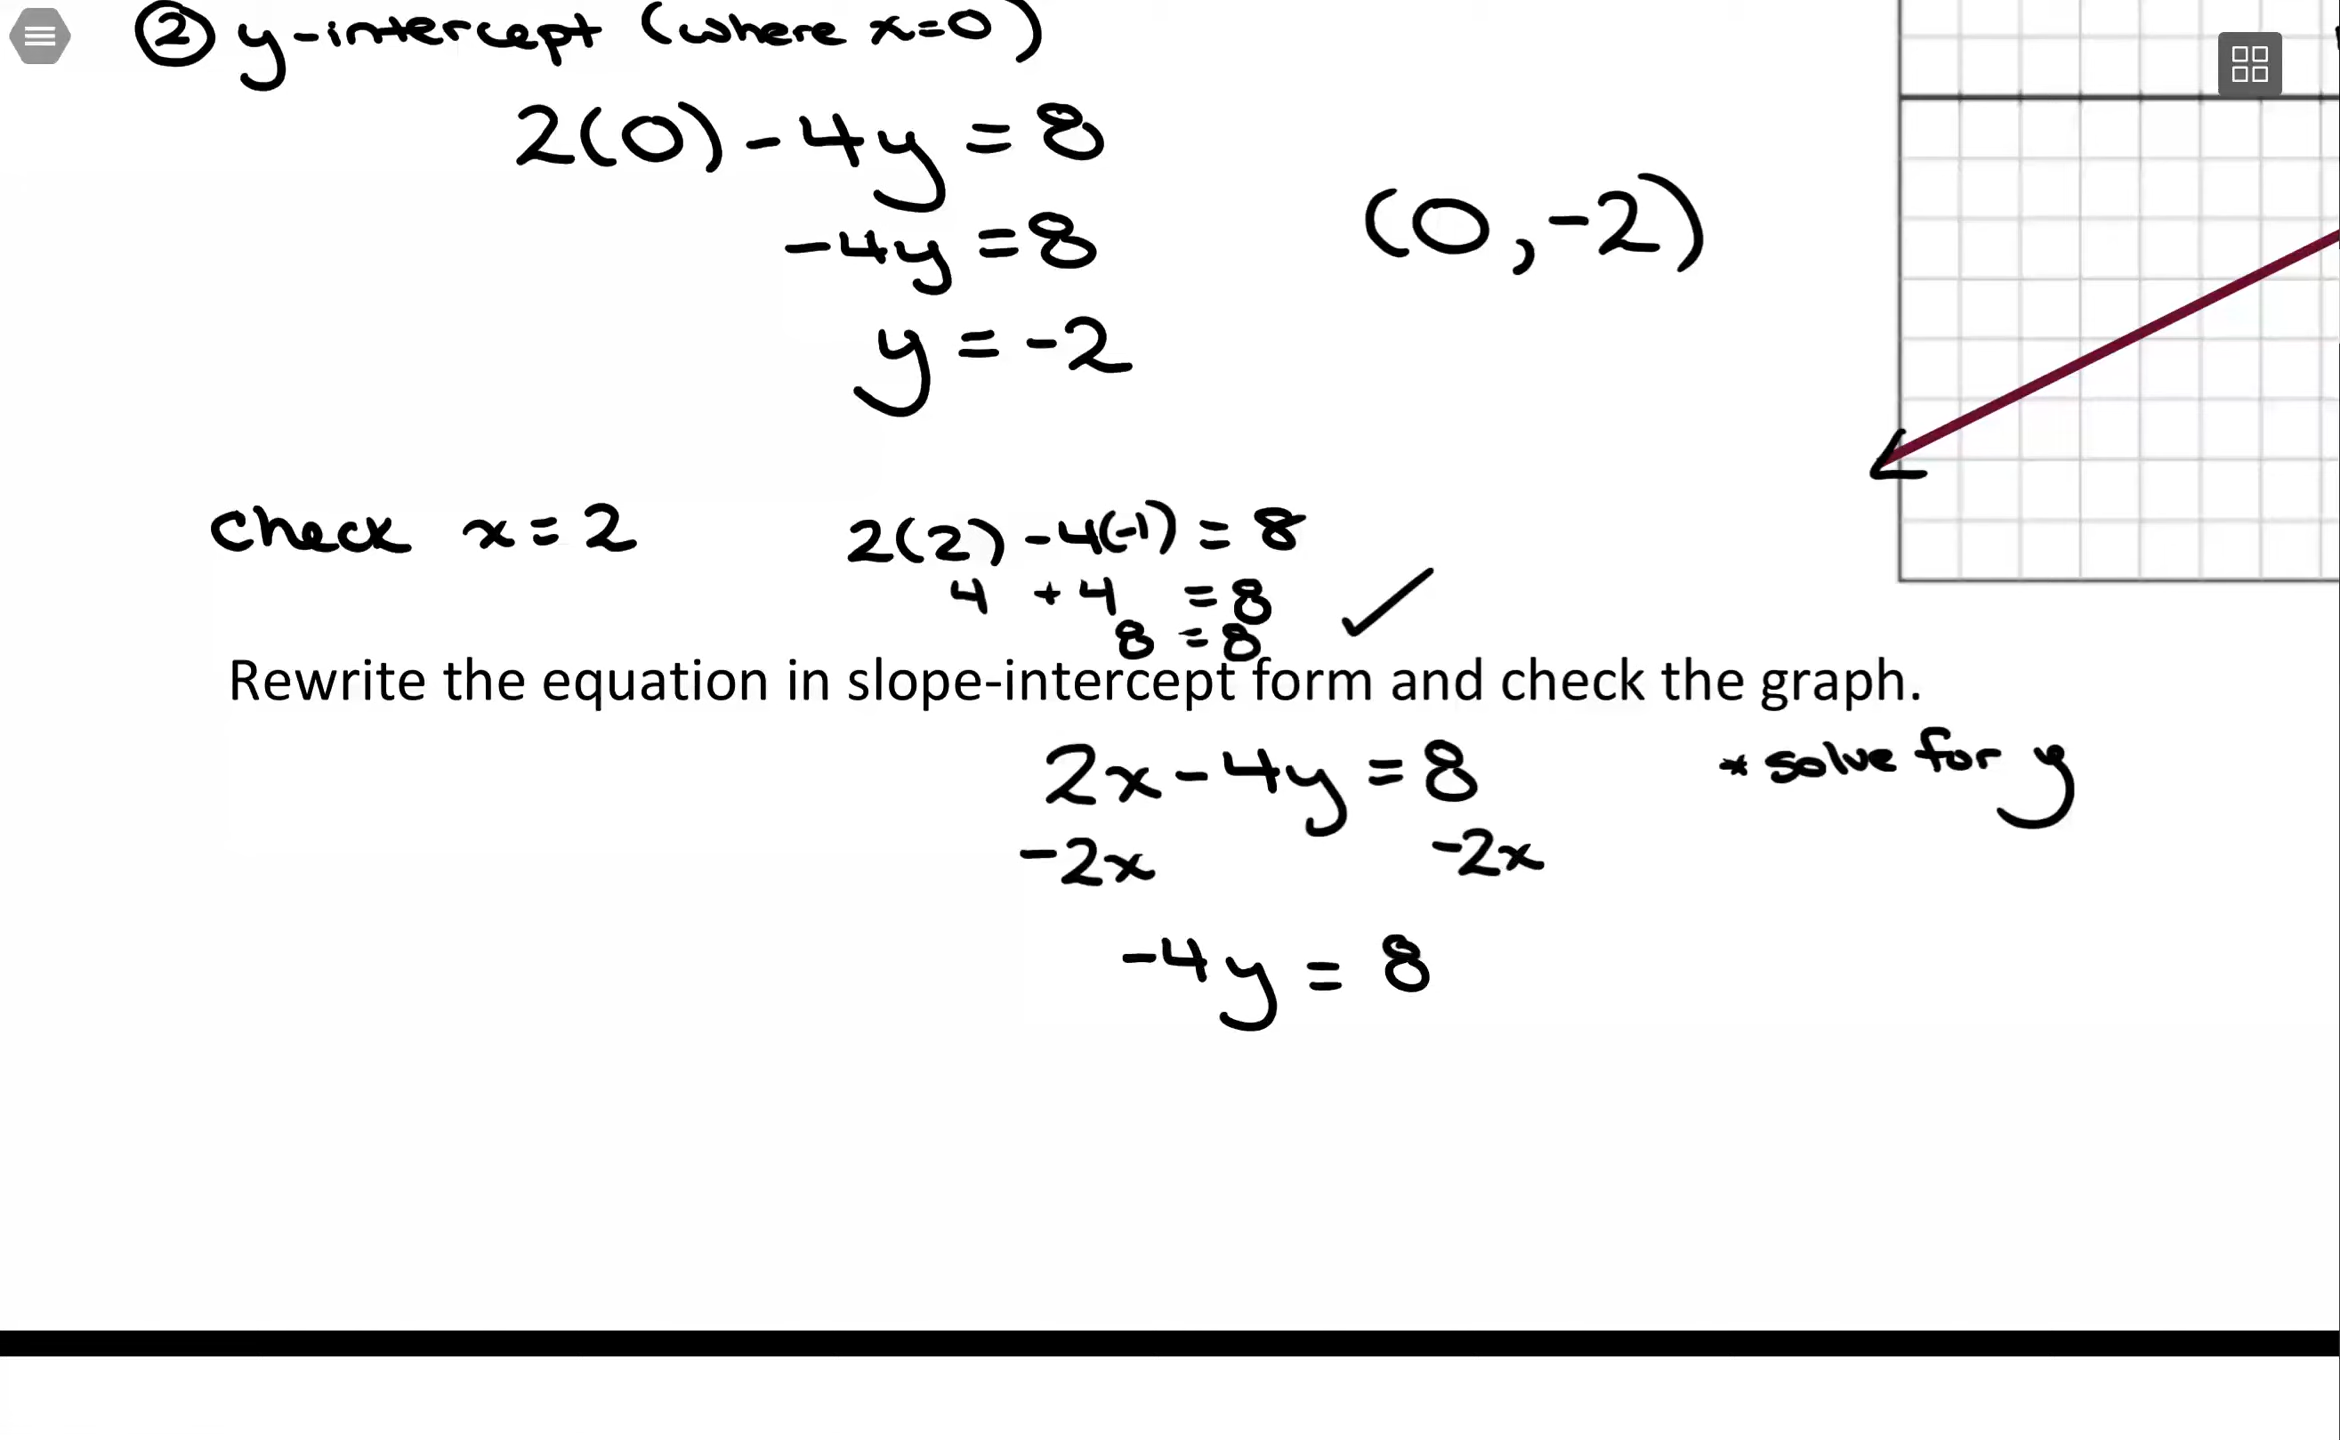 ② y-intercept (where x=0)
2(0) - 4y = 8
-4y = 8
(0, -2)
y = -2
check x = 2
2(2) - 4(-1) = 8
4 + 4 = 8
8 = 8 ✓
Rewrite the equation in slope-intercept form and check the graph.
2x - 4y = 8
* solve for y
-2x -2x
-4y = 8